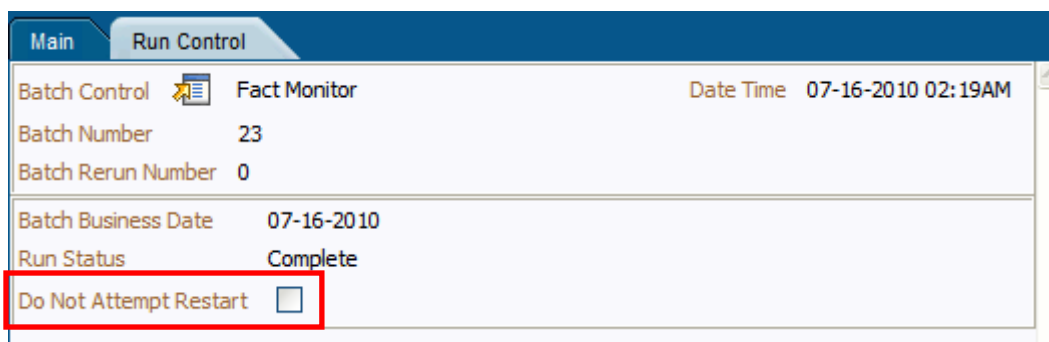 Main Run Control
Batch Control Fact Monitor Date Time 07-16-2010 02:19AM
Batch Number 23
Batch Rerun Number 0
Batch Business Date 07-16-2010
Run Status Complete
Do Not Attempt Restart